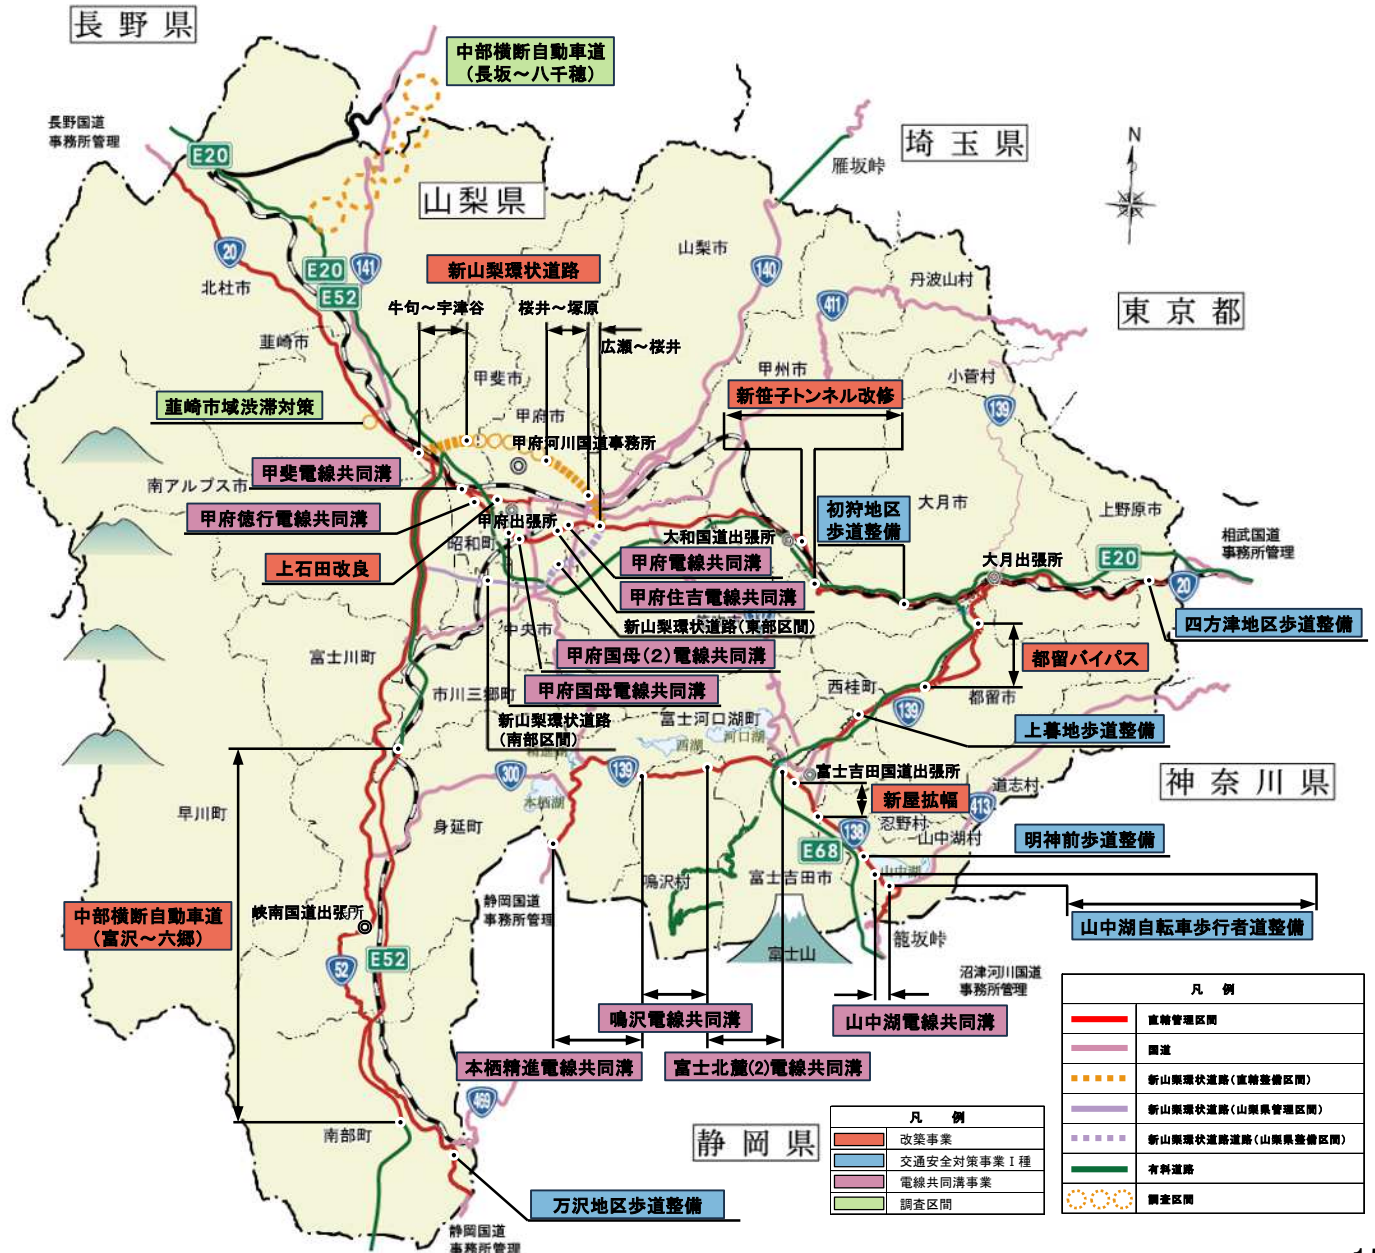 長野県
中部横断自動車道
(長坂～八千穂)
長野国道
事務所管理
E20
埼玉県
雁坂峠
N
山梨県
20
北杜市
E20
E52
141
新山梨環状道路
山梨市
140
丹波山村
411
東京都
牛句～宇津谷
桜井～塚原
広瀬～桜井
韮崎市
甲斐市
甲府市
甲州市
小菅村
139
新笹子トンネル改修
韮崎市域渋滞対策
甲府河川国道事務所
甲斐電線共同溝
南アルプス市
甲府徳行電線共同溝
甲府出張所
昭和町
上石田改良
大和国道出張所
初狩地区
歩道整備
大月市
上野原市
大月出張所
E20
相武国道
事務所管理
20
甲府電線共同溝
甲府住吉電線共同溝
新山梨環状道路(東部区間)
中央市
甲府国母(2)電線共同溝
甲府国母電線共同溝
四方津地区歩道整備
都留バイパス
都留市
西桂町
139
上暮地歩道整備
富士川町
市川三郷町
新山梨環状道路
(南部区間)
富士河口湖町
河口湖
西湖
139
300
本栖湖
富士吉田国道出張所
新屋拡幅
道志村
413
神奈川県
早川町
身延町
138
忍野村
山中湖村
E68
明神前歩道整備
山中湖
鳴沢村
富士吉田市
静岡国道
事務所管理
中部横断自動車道
(富沢～六郷)
峡南国道出張所
52
E52
富士山
籠坂峠
山中湖自転車歩行者道整備
沼津河川国道
事務所管理
鳴沢電線共同溝
山中湖電線共同溝
本栖精進電線共同溝
富士北麓(2)電線共同溝
469
南部町
静岡県
万沢地区歩道整備
静岡国道
事務所管理
凡 例
改築事業
交通安全対策事業Ⅰ種
電線共同溝事業
調査区間
凡 例
直轄管理区間
国道
新山梨環状道路(直轄整備区間)
新山梨環状道路(山梨県管理区間)
新山梨環状道路道路(山梨県整備区間)
有料道路
調査区間